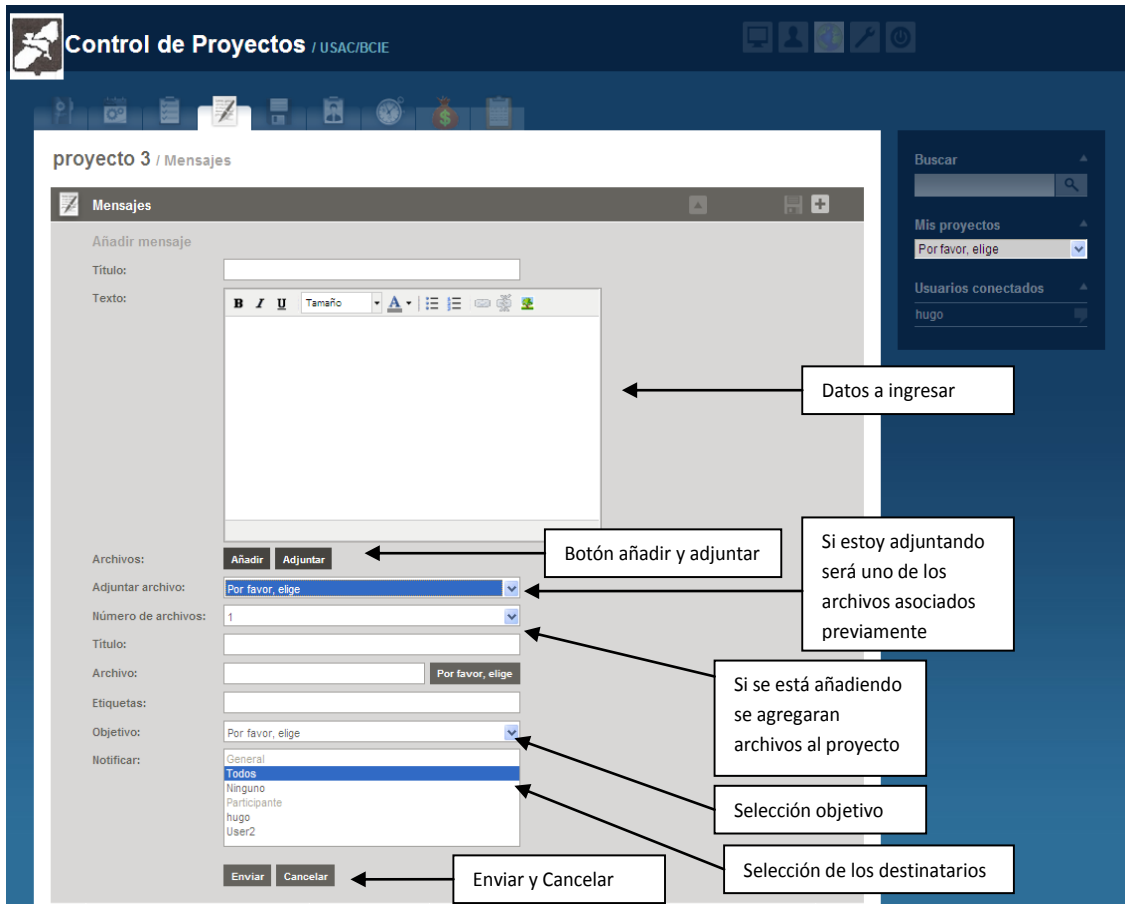 Control de Proyectos / USAC/BCIE
proyecto 3 / Mensajes
Mensajes
Añadir mensaje
Título:
Texto:
B I U Tamaño A
Archivos: Añadir Adjuntar
Adjuntar archivo: Por favor, elige
Número de archivos: 1
Título:
Archivo: Por favor, elige
Etiquetas:
Objetivo: Por favor, elige
Notificar: General
Todos
Ninguno
Participante
hugo
User2
Enviar Cancelar
Buscar
Mis proyectos
Por favor, elige
Usuarios conectados
hugo
Datos a ingresar
Botón añadir y adjuntar
Si estoy adjuntando
será uno de los
archivos asociados
previamente
Si se está añadiendo
se agregaran
archivos al proyecto
Selección objetivo
Selección de los destinatarios
Enviar y Cancelar